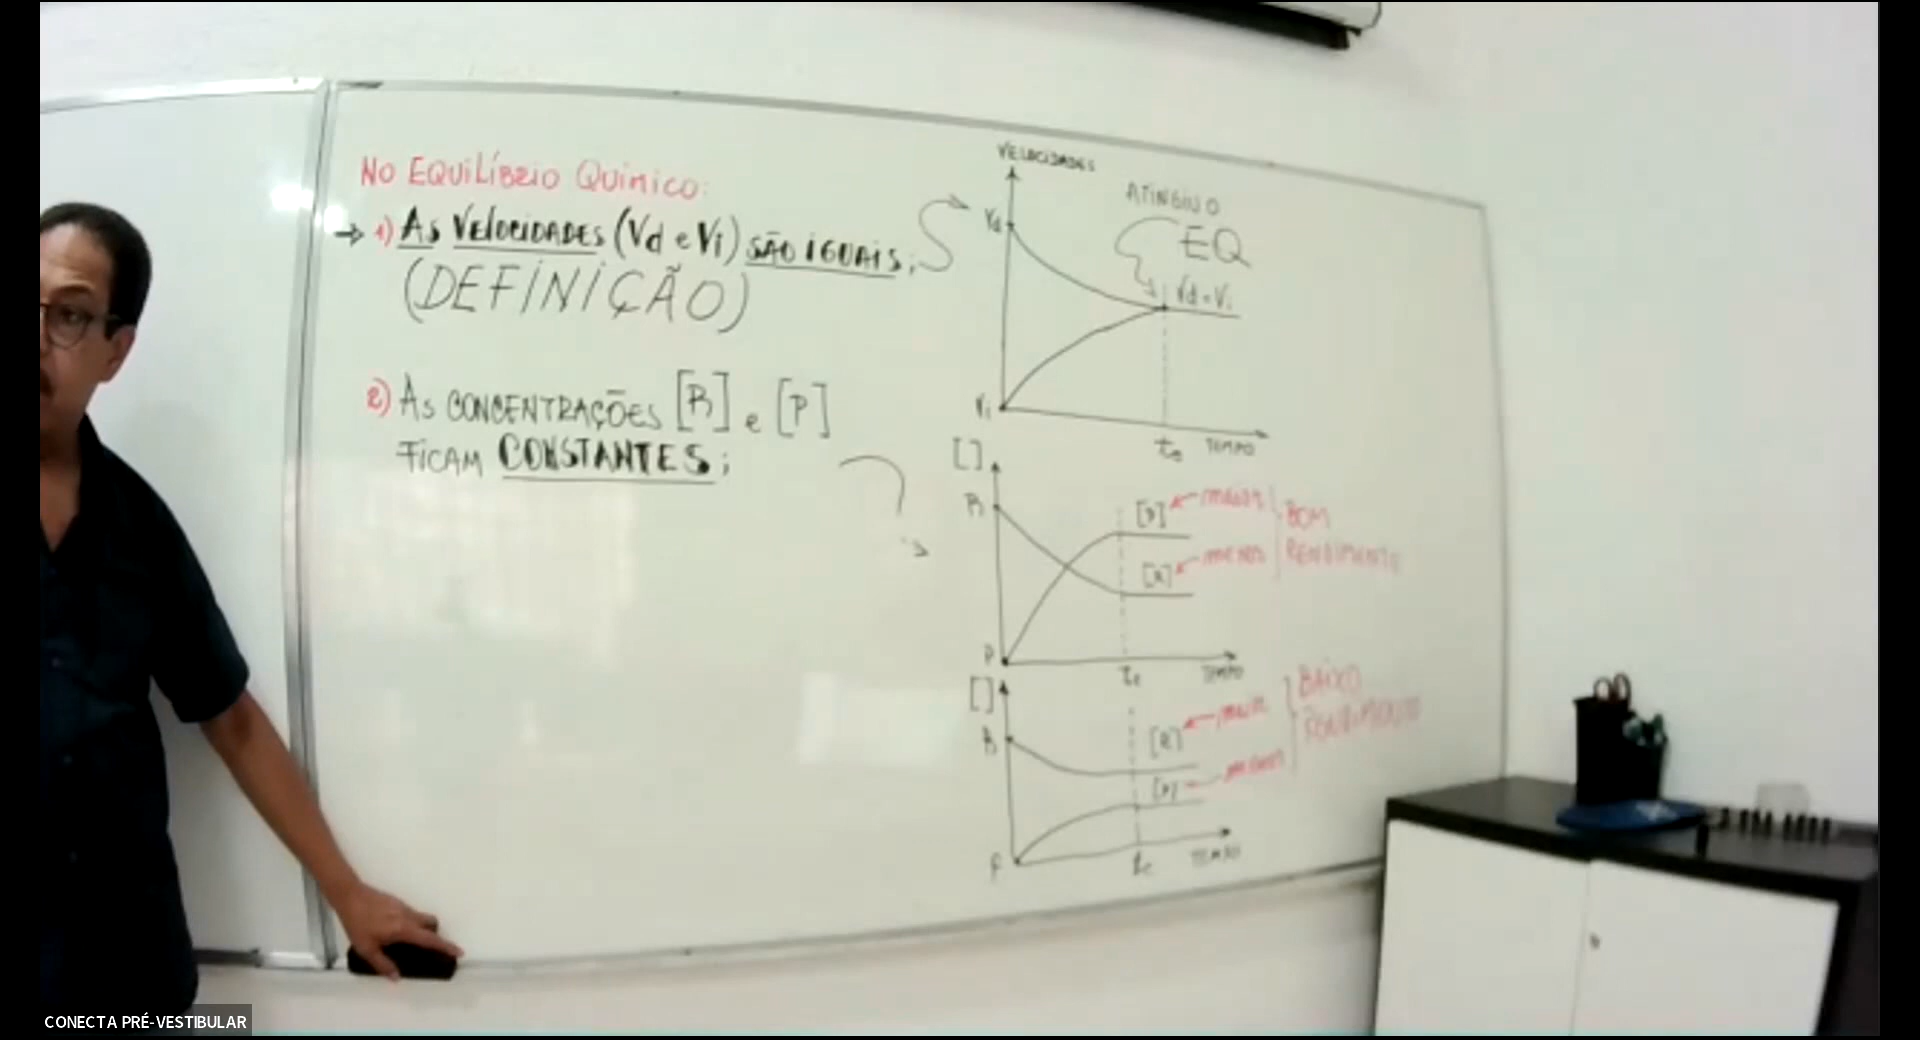 No Equilíbrio Químico:
→ 1) As Velocidades (Vd e Vi) são iguais;
(DEFINIÇÃO)
2) As concentrações [R] e [P]
ficam CONSTANTES;
VELOCIDADES
ATINGIDO
EQ
Vd
Vd = Vi
Vi
te
TEMPO
[ ]
R
[P] ← maior
BOM
RENDIMENTO
[R] ← menor
P
te
TEMPO
[ ]
R
[R] ← maior
BAIXO
RENDIMENTO
[P] ← menor
P
te
TEMPO
CONECTA PRÉ-VESTIBULAR